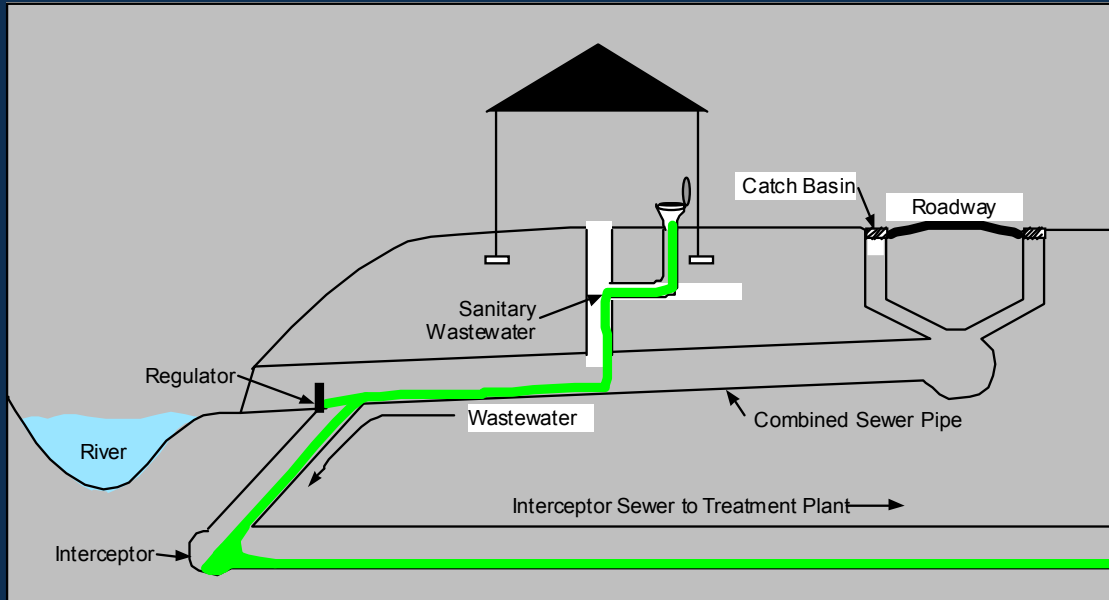 Catch Basin
Roadway
Sanitary
Wastewater
Regulator
Wastewater
Combined Sewer Pipe
River
Interceptor Sewer to Treatment Plant
Interceptor